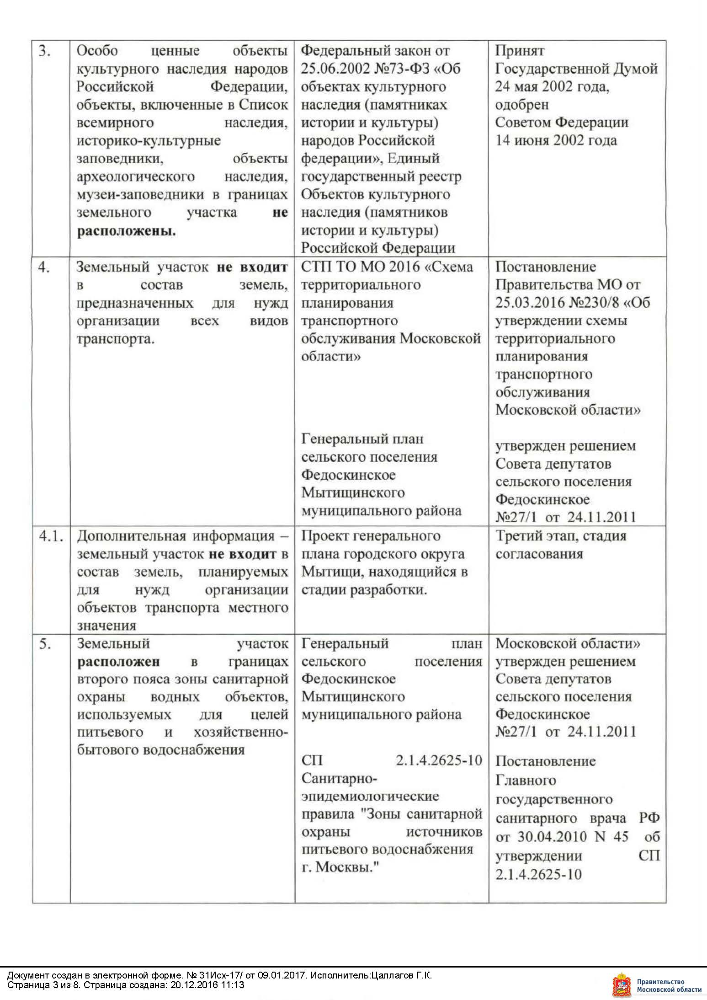 3.
Особо ценные объекты
культурного наследия народов
Российской Федерации,
объекты, включенные в Список
всемирного наследия,
историко-культурные
заповедники, объекты
археологического наследия,
музеи-заповедники в границах
земельного участка не
расположены.
Федеральный закон от
25.06.2002 №73-ФЗ «Об
объектах культурного
наследия (памятниках
истории и культуры)
народов Российской
федерации», Единый
государственный реестр
Объектов культурного
наследия (памятников
истории и культуры)
Российской Федерации
Принят
Государственной Думой
24 мая 2002 года,
одобрен
Советом Федерации
14 июня 2002 года
4.
Земельный участок не входит
в состав земель,
предназначенных для нужд
организации всех видов
транспорта.
СТП ТО МО 2016 «Схема
территориального
планирования
транспортного
обслуживания Московской
области»
Генеральный план
сельского поселения
Федоскинское
Мытищинского
муниципального района
Постановление
Правительства МО от
25.03.2016 №230/8 «Об
утверждении схемы
территориального
планирования
транспортного
обслуживания
Московской области»
утвержден решением
Совета депутатов
сельского поселения
Федоскинское
№27/1 от 24.11.2011
4.1.
Дополнительная информация –
земельный участок не входит в
состав земель, планируемых
для нужд организации
объектов транспорта местного
значения
Проект генерального
плана городского округа
Мытищи, находящийся в
стадии разработки.
Третий этап, стадия
согласования
5.
Земельный участок
расположен в границах
второго пояса зоны санитарной
охраны водных объектов,
используемых для целей
питьевого и хозяйственно-
бытового водоснабжения
Генеральный план
сельского поселения
Федоскинское
Мытищинского
муниципального района
СП 2.1.4.2625-10
Санитарно-
эпидемиологические
правила "Зоны санитарной
охраны источников
питьевого водоснабжения
г. Москвы."
Московской области»
утвержден решением
Совета депутатов
сельского поселения
Федоскинское
№27/1 от 24.11.2011
Постановление
Главного
государственного
санитарного врача РФ
от 30.04.2010 N 45 об
утверждении СП
2.1.4.2625-10
Документ создан в электронной форме. № 31Исх-17/ от 09.01.2017. Исполнитель:Цаллагов Г.К.
Страница 3 из 8. Страница создана: 20.12.2016 11:13
Правительство
Московской области